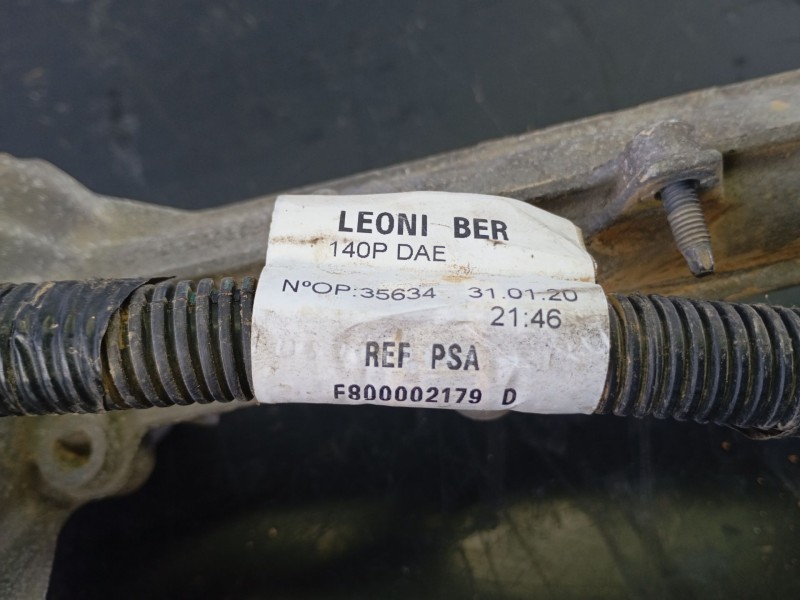 LEONI BER
140P DAE
N°OP:35634 31.01.20
21:46
REF PSA
F800002179 D